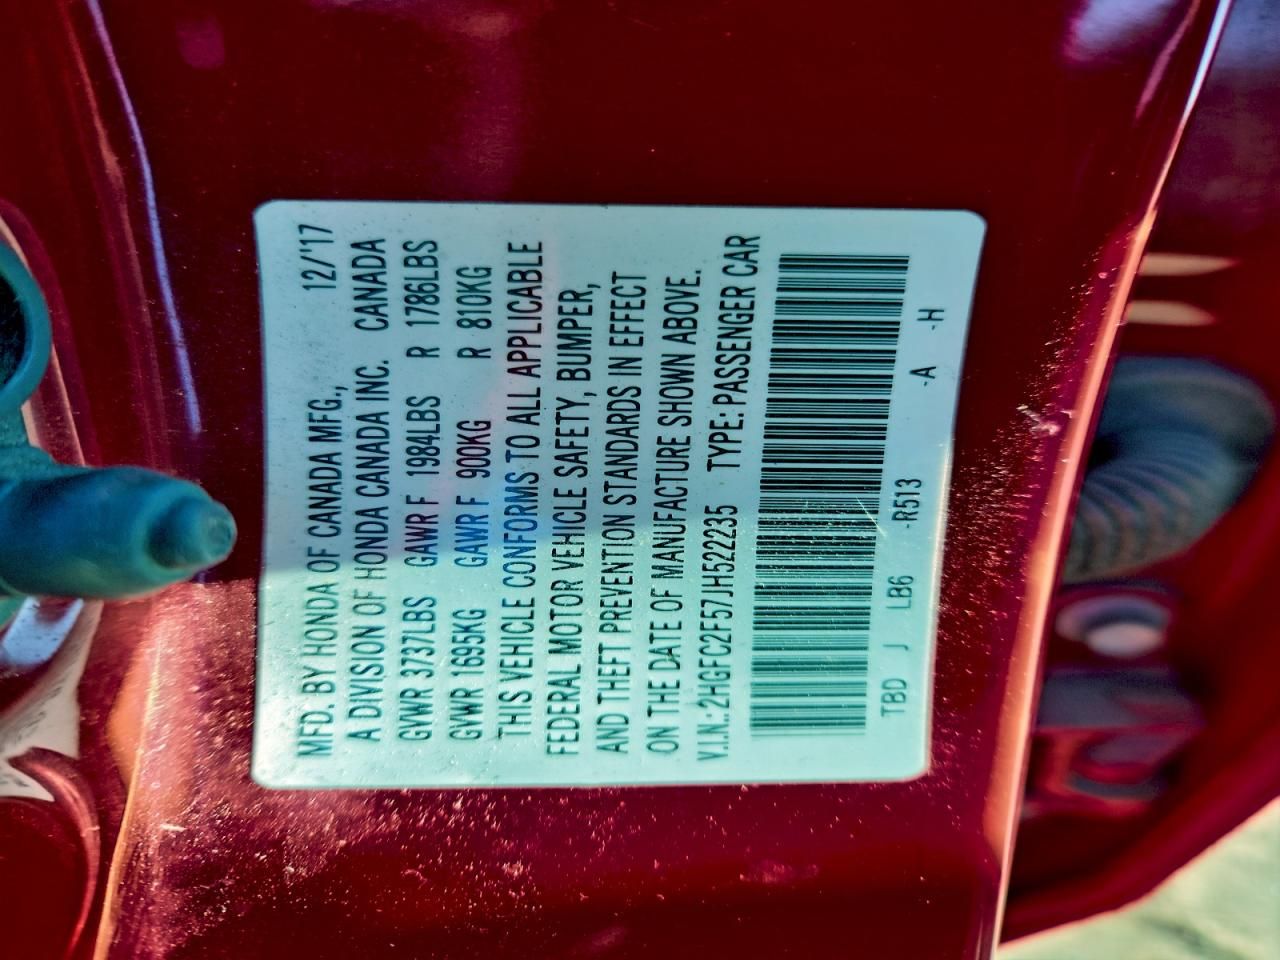 MFD. BY HONDA OF CANADA MFG., 12/'17
A DIVISION OF HONDA CANADA INC. CANADA
GVWR 3737LBS GAWR F 1984LBS R 1786LBS
GVWR 1695KG GAWR F 900KG R 810KG
THIS VEHICLE CONFORMS TO ALL APPLICABLE
FEDERAL MOTOR VEHICLE SAFETY, BUMPER,
AND THEFT PREVENTION STANDARDS IN EFFECT
ON THE DATE OF MANUFACTURE SHOWN ABOVE.
V.I.N.: 2HGFC2F57JH522235 TYPE: PASSENGER CAR
TBD J LB6 -R513 -A -H